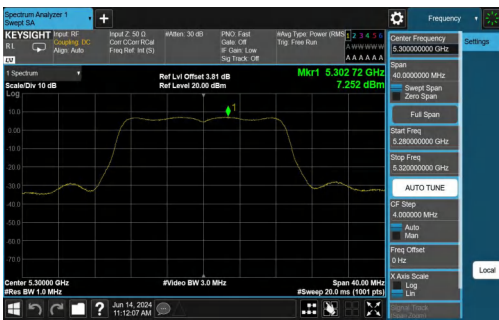 Spectrum Analyzer 1
Swept SA
Frequency
KEYSIGHT
RL
Input: RF
Coupling: DC
Align: Auto
Input Z: 50 Ω
Corr CCorr RCal
Freq Ref: Int (S)
#Atten: 30 dB
PNO: Fast
Gate: Off
IF Gain: Low
Sig Track: Off
#Avg Type: Power (RMS)
Trig: Free Run
1 2 3 4 5 6
A W W W W W
A A A A A A
LVI
1 Spectrum
Scale/Div 10 dB
Log
Ref Lvl Offset 3.81 dB
Ref Level 20.00 dBm
Mkr1 5.302 72 GHz
7.252 dBm
1
10.0
0.00
-10.0
-20.0
-30.0
-40.0
-50.0
-60.0
-70.0
Center 5.30000 GHz
#Res BW 1.0 MHz
#Video BW 3.0 MHz
Span 40.00 MHz
#Sweep 20.0 ms (1001 pts)
Jun 14, 2024
11:12:07 AM
?
Center Frequency
5.300000000 GHz
Settings
Span
40.0000000 MHz
Swept Span
Zero Span
Full Span
Start Freq
5.280000000 GHz
Stop Freq
5.320000000 GHz
AUTO TUNE
CF Step
4.000000 MHz
Auto
Man
Freq Offset
0 Hz
X Axis Scale
Log
Lin
Local
Signal Track